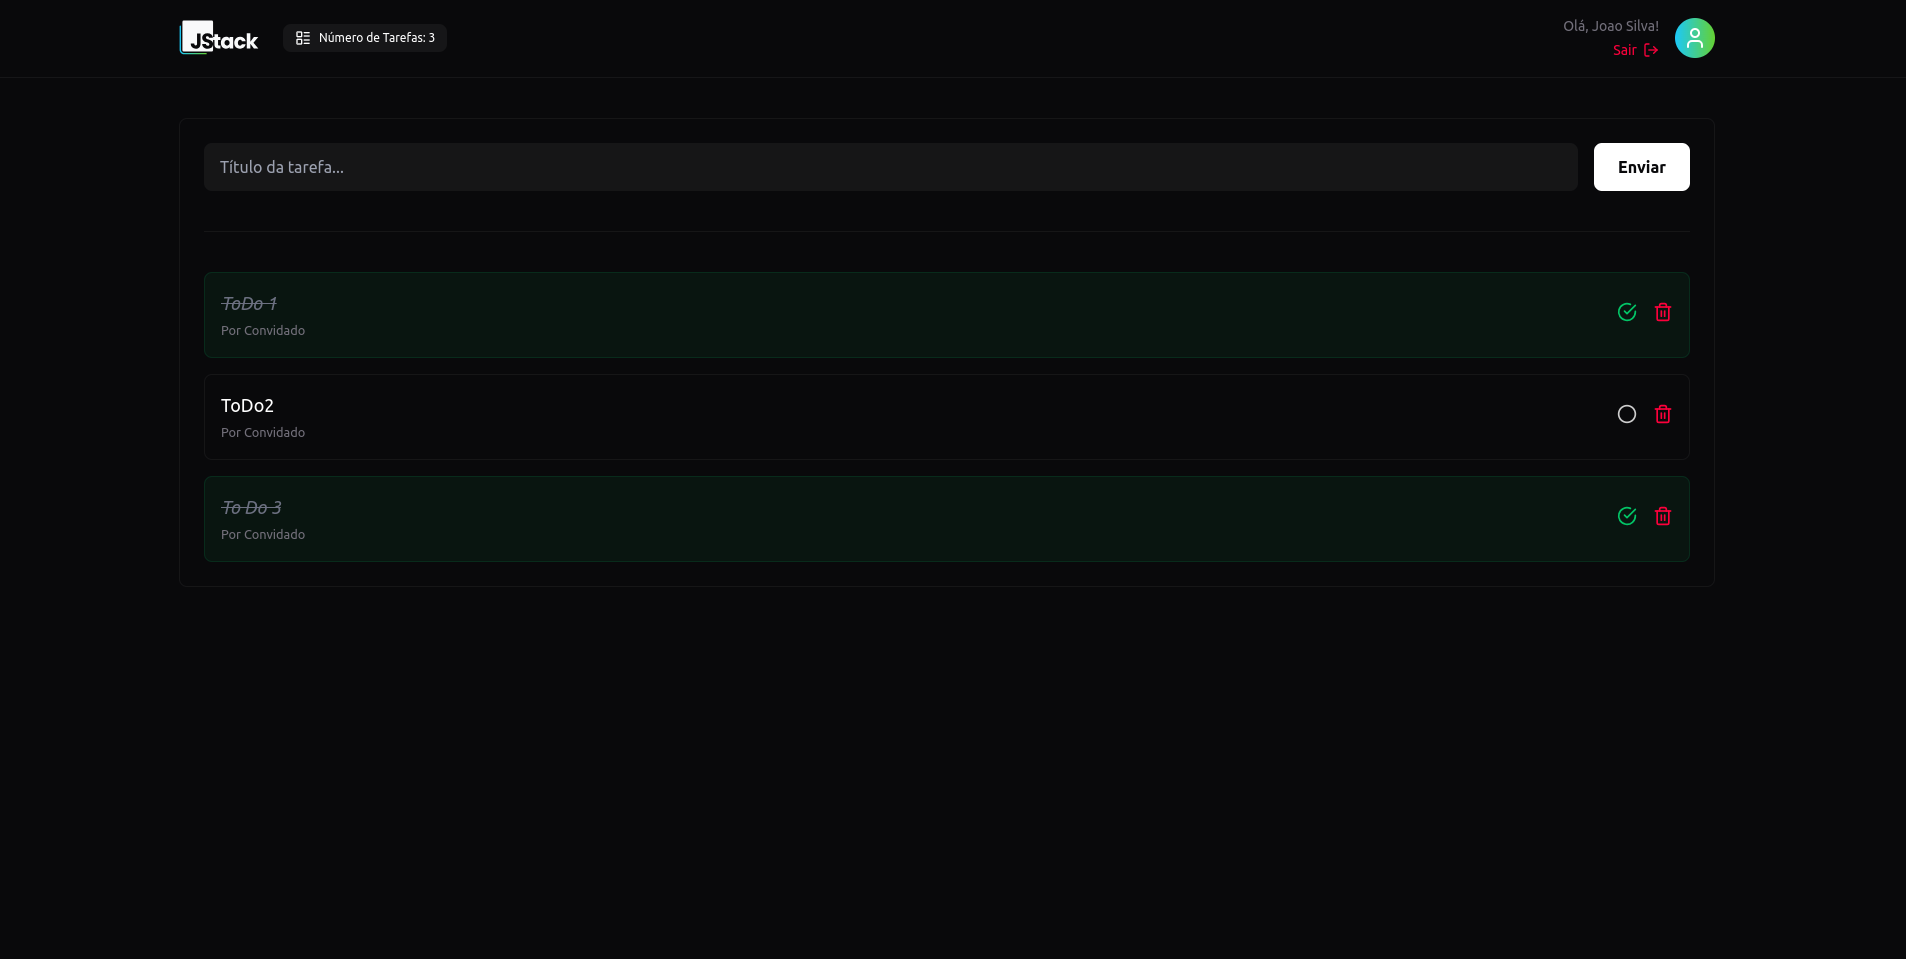 JStack
Número de Tarefas: 3
Olá, Joao Silva!
Sair
Título da tarefa...
Enviar
ToDo 1
Por Convidado
ToDo2
Por Convidado
To Do 3
Por Convidado